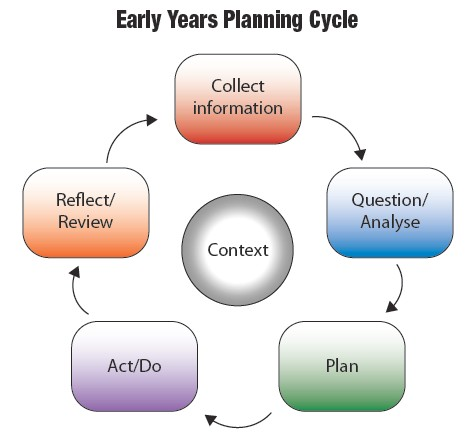 Early Years Planning Cycle
Collect
information
Question/
Analyse
Plan
Act/Do
Reflect/
Review
Context